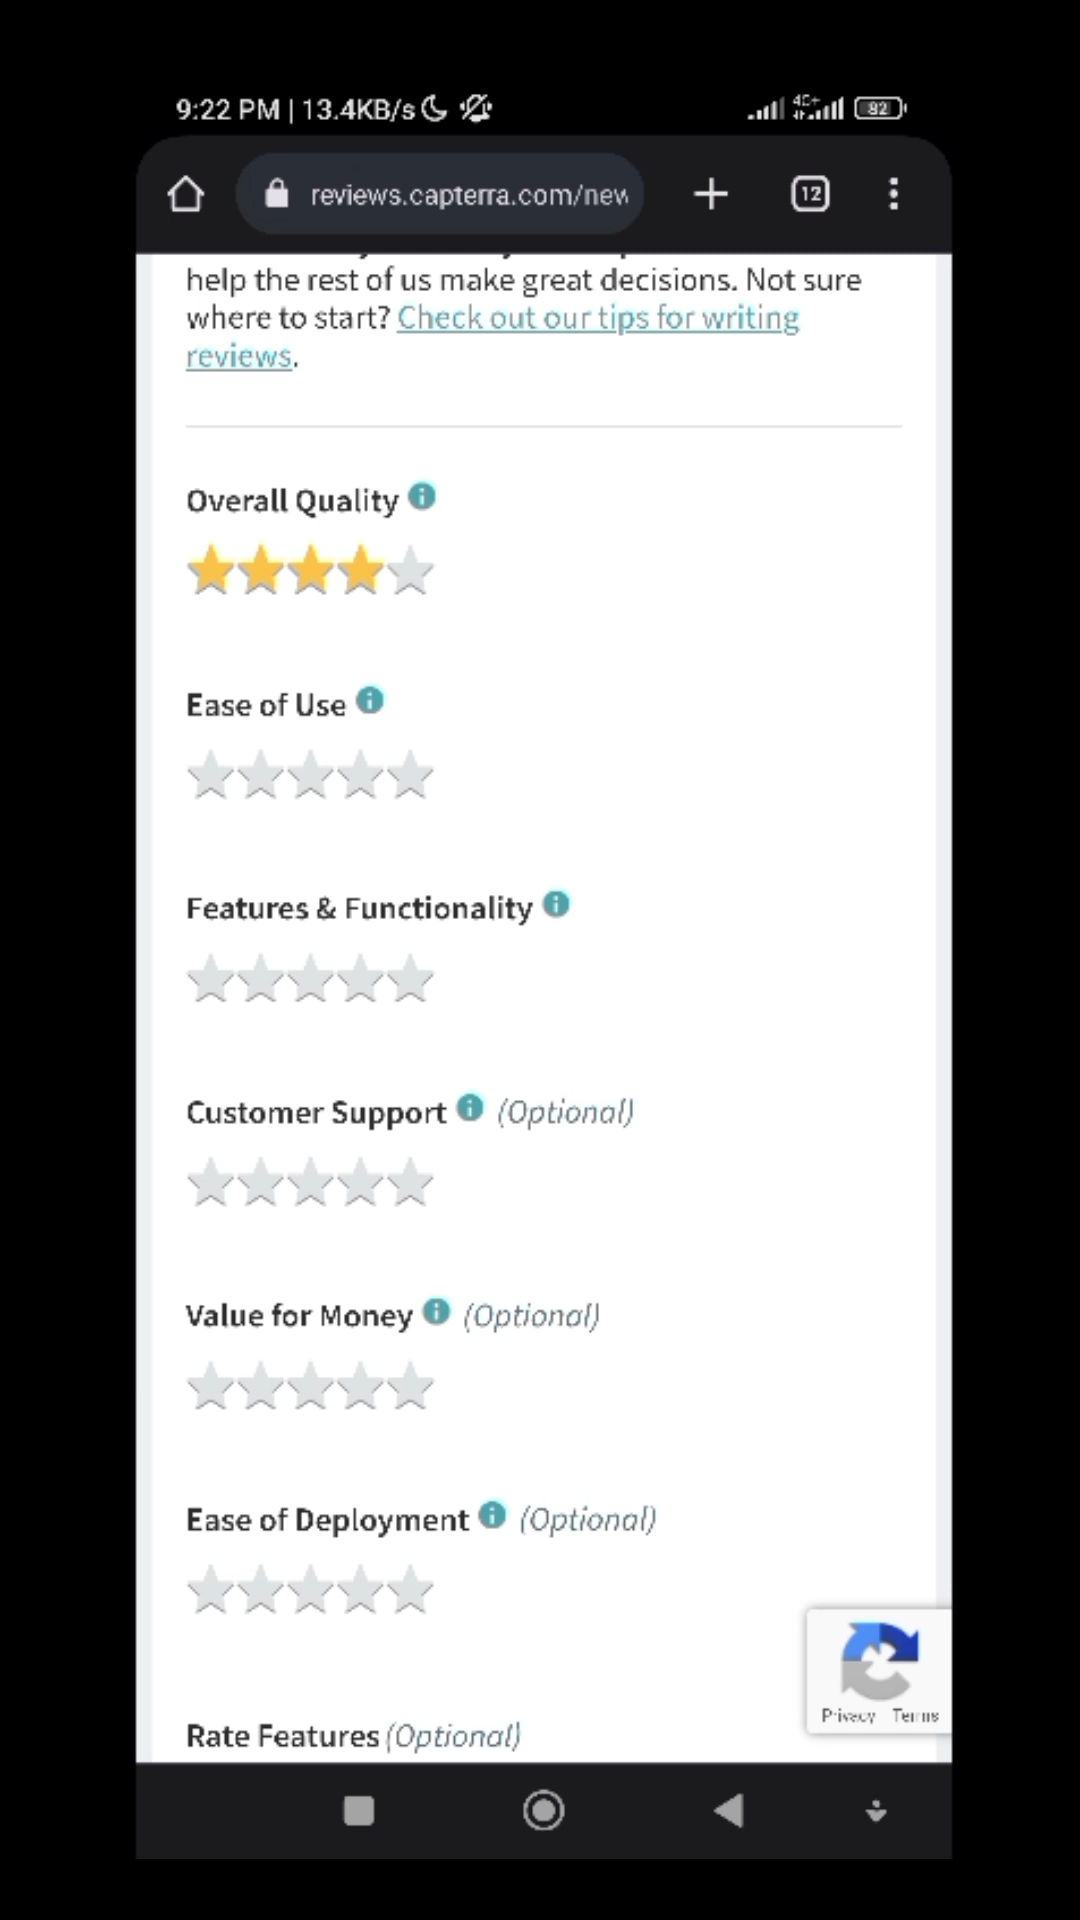 9:22 PM | 13.4KB/s 4G+ 82
reviews.capterra.com/new 12
help the rest of us make great decisions. Not sure
where to start? Check out our tips for writing
reviews.
Overall Quality
Ease of Use
Features & Functionality
Customer Support (Optional)
Value for Money (Optional)
Ease of Deployment (Optional)
Privacy Terms
Rate Features (Optional)